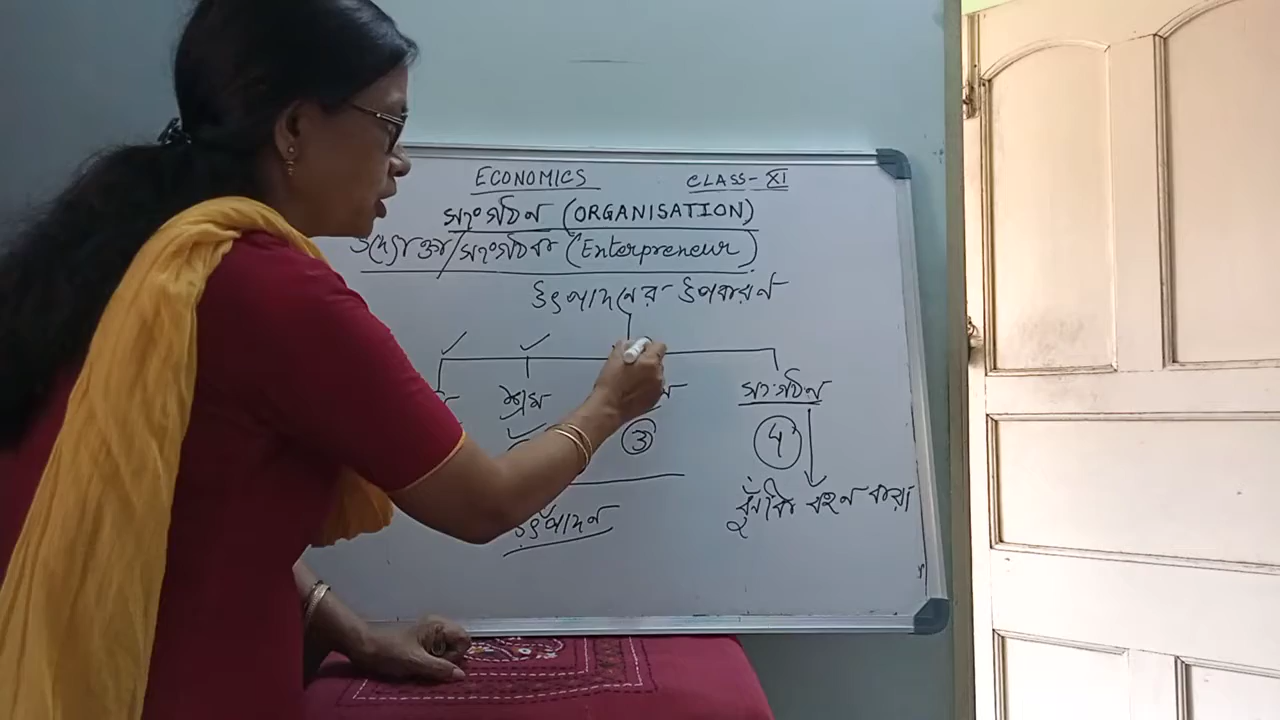 ECONOMICS CLASS-XI
সংগঠন (ORGANISATION)
উদ্যোক্তা/সংগঠক (Enterpreneur)
উৎপাদনের উপকরণ
শ্রম সংগঠন
3 4
ঝুঁকি বহন করা
উৎপাদন